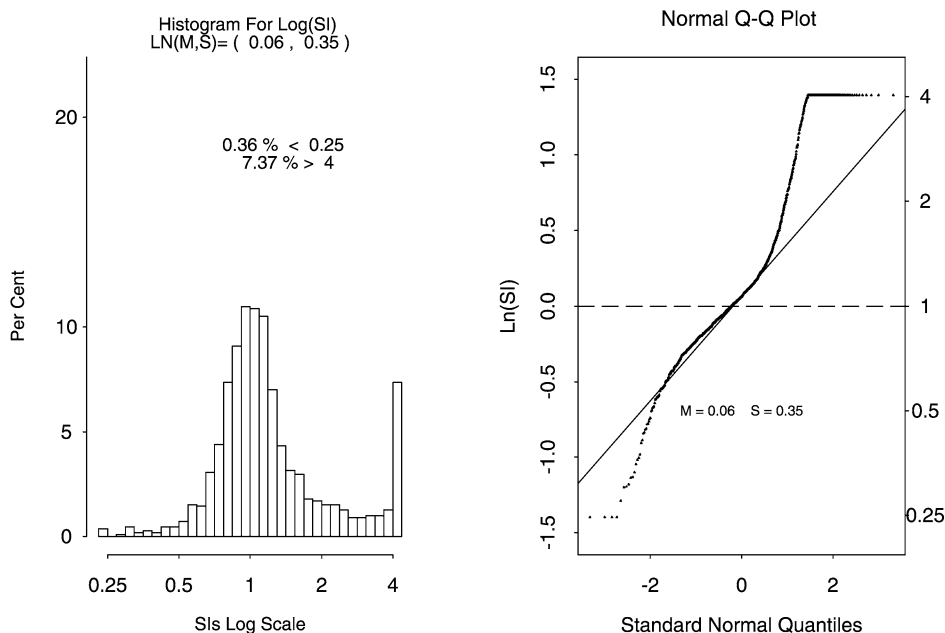 Histogram For Log(SI)
LN(M,S)= ( 0.06 , 0.35 )
0.36 % < 0.25
7.37 % > 4
Per Cent
20
10
5
0
0.25 0.5 1 2 4
SIs Log Scale
Normal Q-Q Plot
Ln(SI)
1.5
1.0
0.5
0.0
-0.5
-1.0
-1.5
4
2
1
0.5
0.25
M = 0.06 S = 0.35
-2 0 2
Standard Normal Quantiles